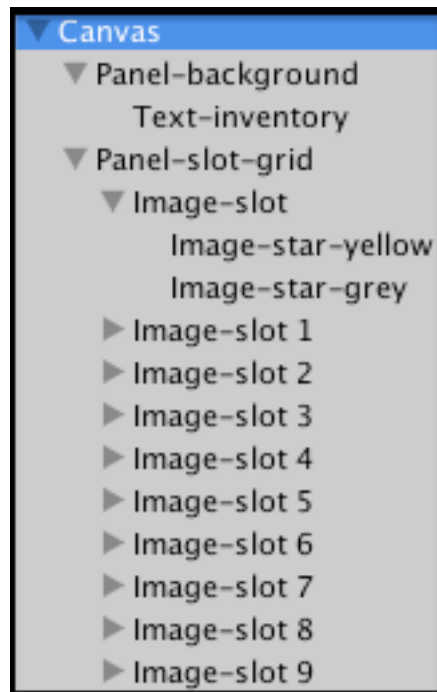 Canvas
Panel-background
Text-inventory
Panel-slot-grid
Image-slot
Image-star-yellow
Image-star-grey
Image-slot 1
Image-slot 2
Image-slot 3
Image-slot 4
Image-slot 5
Image-slot 6
Image-slot 7
Image-slot 8
Image-slot 9